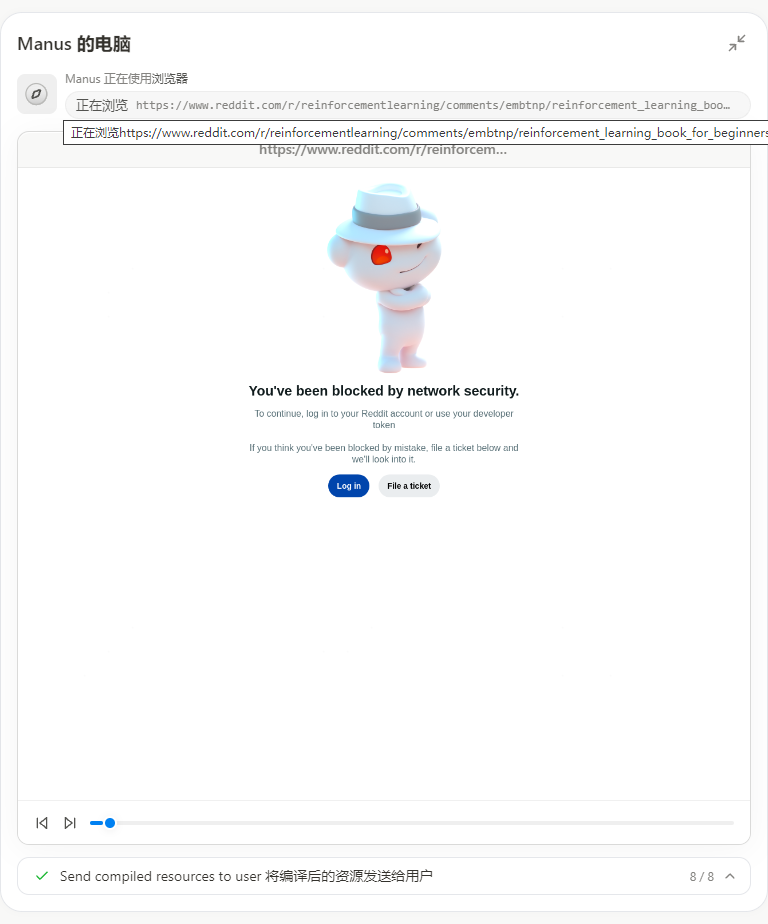 Manus 的电脑
Manus 正在使用浏览器
正在浏览 https://www.reddit.com/r/reinforcementlearning/comments/embtnp/reinforcement_learning_boo…
正在浏览https://www.reddit.com/r/reinforcementlearning/comments/embtnp/reinforcement_learning_book_for_beginners
https://www.reddit.com/r/reinforcem...
You've been blocked by network security.
To continue, log in to your Reddit account or use your developer
token
If you think you've been blocked by mistake, file a ticket below and
we'll look into it.
Log in File a ticket
Send compiled resources to user 将编译后的资源发送给用户 8 / 8